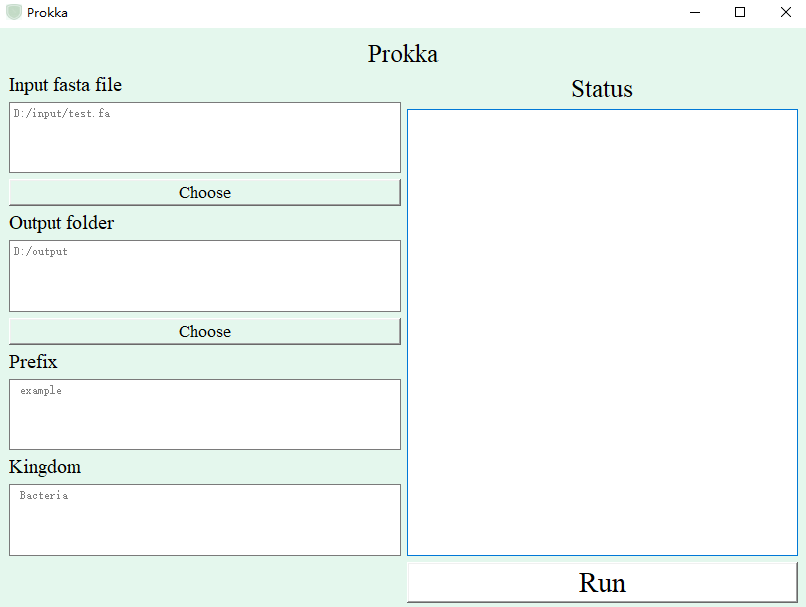 Prokka
Prokka
Input fasta file
D:/input/test.fa
Choose
Output folder
D:/output
Choose
Prefix
example
Kingdom
Bacteria
Status
Run